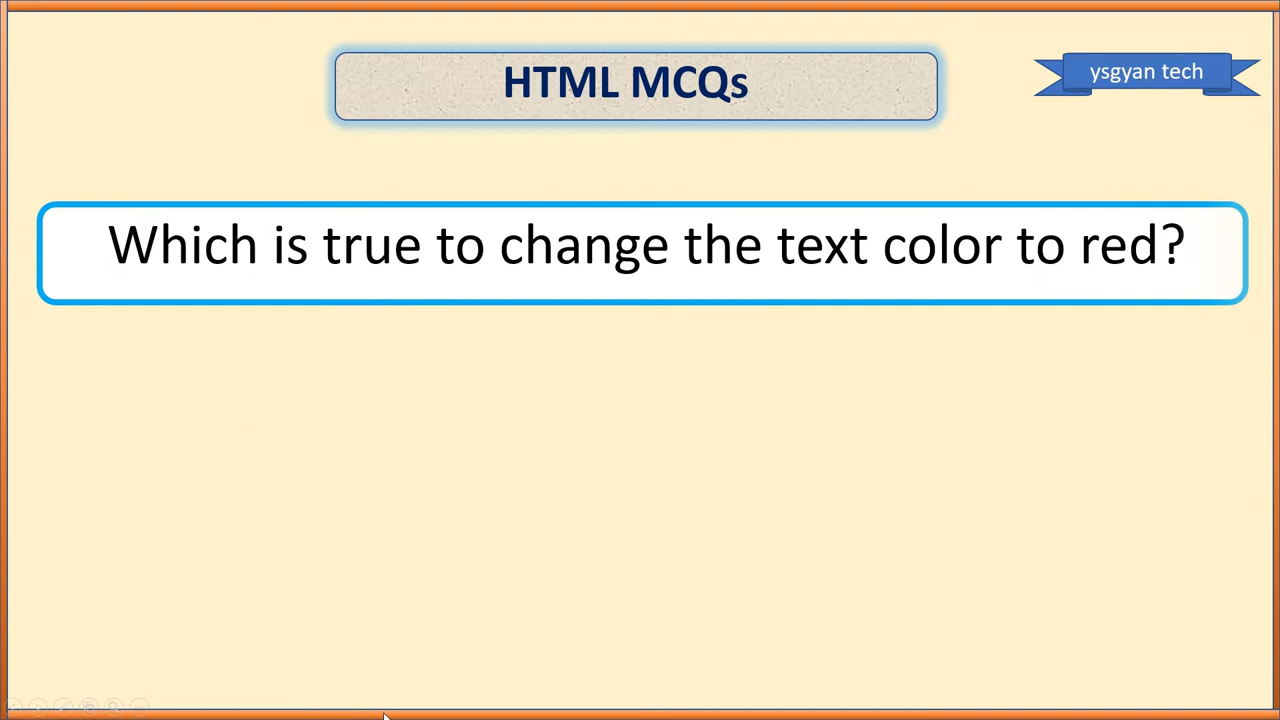 HTML MCQs
ysgyan tech
Which is true to change the text color to red?